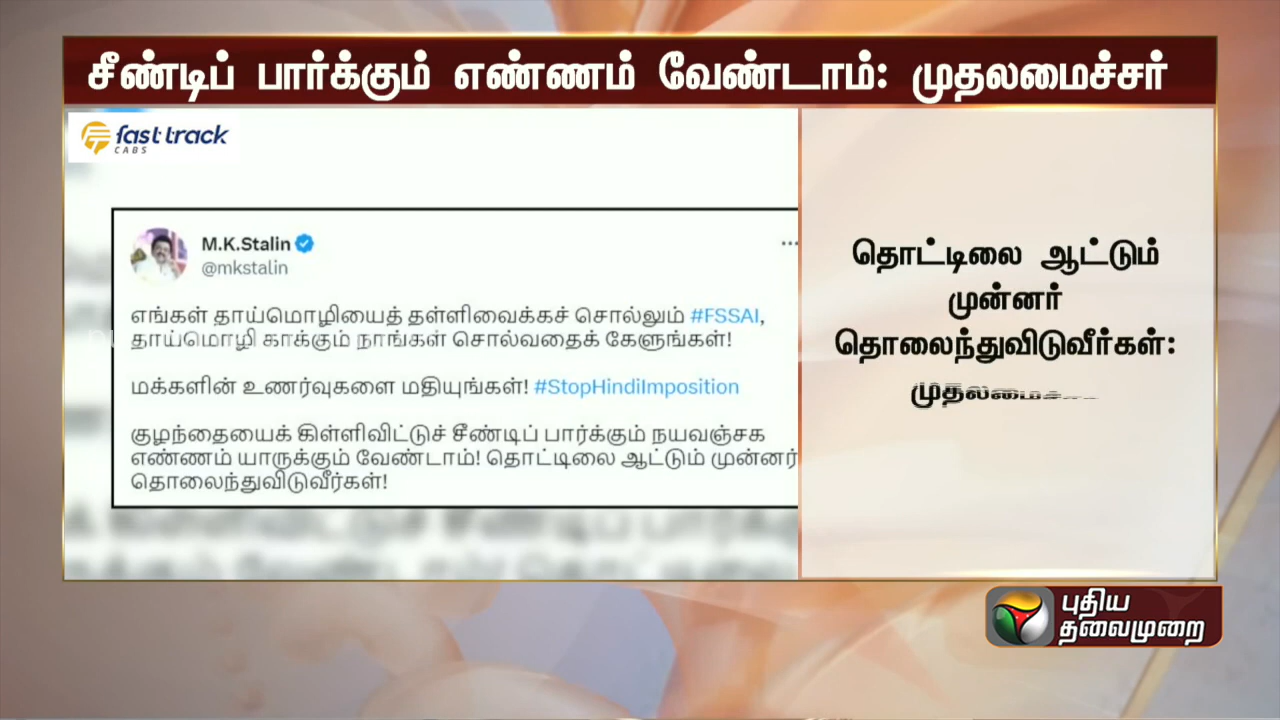 சீண்டிப் பார்க்கும் எண்ணம் வேண்டாம்: முதலமைச்சர்
fast track
CABS
M.K.Stalin
@mkstalin
எங்கள் தாய்மொழியைத் தள்ளிவைக்கச் சொல்லும் #FSSAI,
தாய்மொழி காக்கும் நாங்கள் சொல்வதைக் கேளுங்கள்!
மக்களின் உணர்வுகளை மதியுங்கள்! #StopHindiImposition
குழந்தையைக் கிள்ளிவிட்டுச் சீண்டிப் பார்க்கும் நயவஞ்சக
எண்ணம் யாருக்கும் வேண்டாம்! தொட்டிலை ஆட்டும் முன்னர்
தொலைந்துவிடுவீர்கள்!
தொட்டிலை ஆட்டும்
முன்னர்
தொலைந்துவிடுவீர்கள்:
புதிய
தலைமுறை